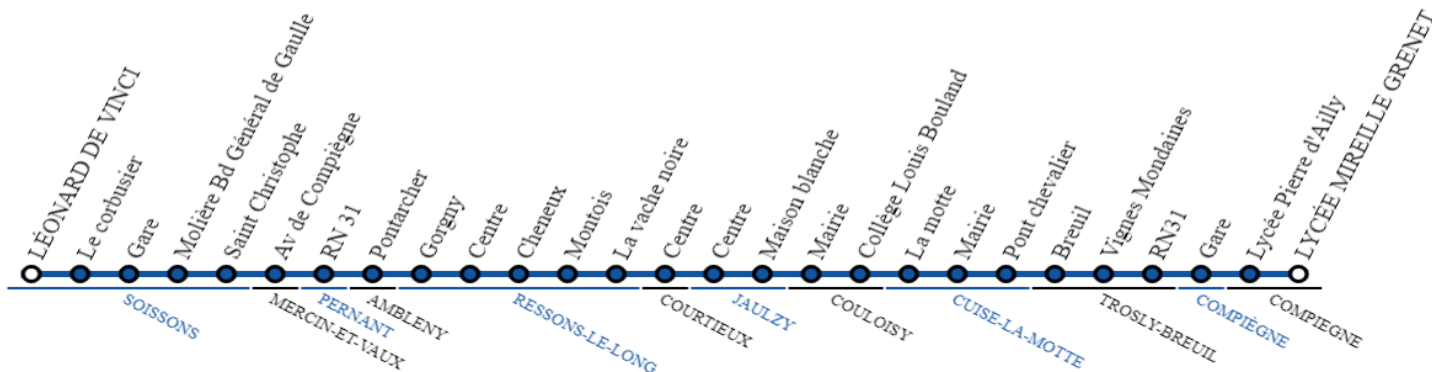 LÉONARD DE VINCI
Le corbusier
Gare
Molière Bd Général de Gaulle
Saint Christophe
Av de Compiègne
RN 31
Pontarcher
Gorgny
Centre
Cheneux
Montois
La vache noire
Centre
Centre
Maison blanche
Mairie
Collège Louis Bouland
La motte
Mairie
Pont chevalier
Breuil
Vignes Mondaines
RN31
Gare
Lycée Pierre d'Ailly
LYCÉE MIREILLE GRENET
SOISSONS
MERCIN-ET-VAUX
PERNANT
AMBLENY
RESSONS-LE-LONG
COURTIEUX
JAULZY
COULOISY
CUISE-LA-MOTTE
TROSLY-BREUIL
COMPIÈGNE
COMPIEGNE